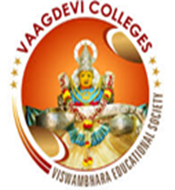 VAAGDEVI COLLEGES
VISWAMBHARA EDUCATIONAL SOCIETY